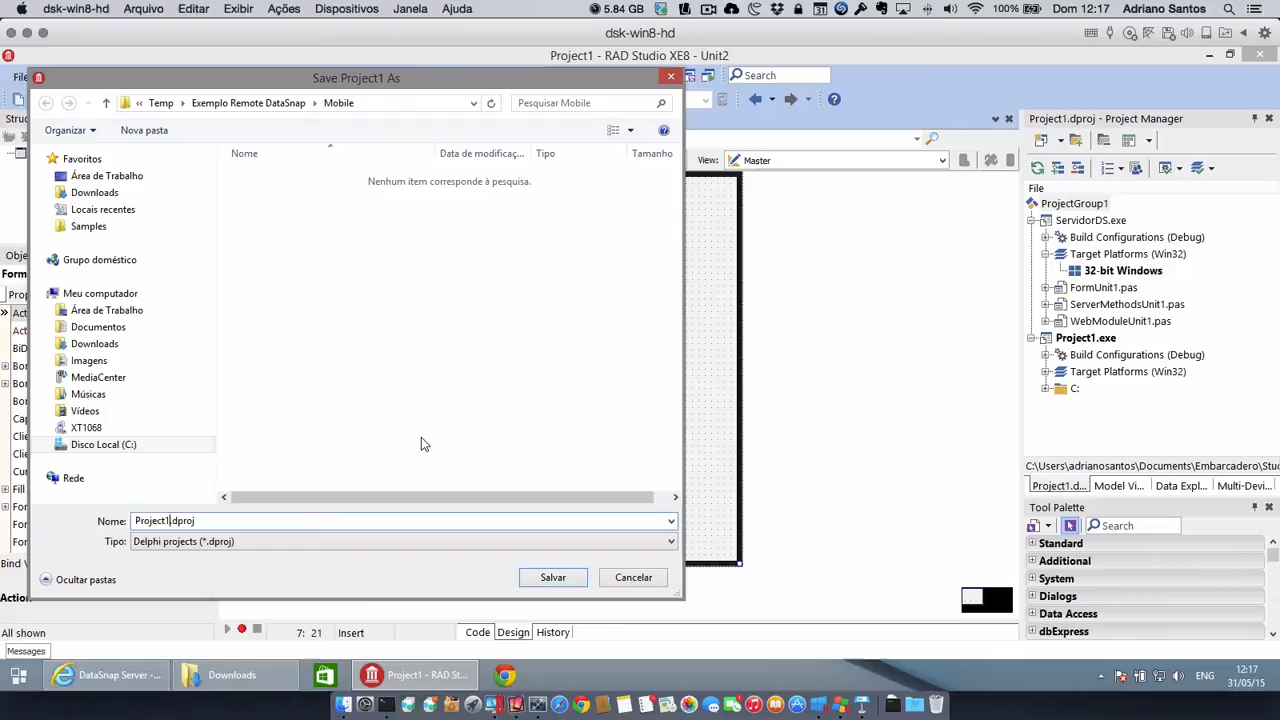 dsk-win8-hd Arquivo Editar Exibir Ações Dispositivos Janela Ajuda 5.84 GB 100% Dom 12:17 Adriano Santos
dsk-win8-hd
Project1 - RAD Studio XE8 - Unit2
File
Search
Save Project1 As
Temp Exemplo Remote DataSnap Mobile
Pesquisar Mobile
Organizar Nova pasta
Nome Data de modificaç... Tipo Tamanho
Nenhum item corresponde à pesquisa.
Favoritos
Área de Trabalho
Downloads
Locais recentes
Samples
Grupo doméstico
Meu computador
Área de Trabalho
Documentos
Downloads
Imagens
MediaCenter
Músicas
Vídeos
XT1068
Disco Local (C:)
Rede
Nome: Project1.dproj
Tipo: Delphi projects (*.dproj)
Ocultar pastas
Salvar Cancelar
View: Master
Project1.dproj - Project Manager
File
ProjectGroup1
ServidorDS.exe
Build Configurations (Debug)
Target Platforms (Win32)
32-bit Windows
FormUnit1.pas
ServerMethodsUnit1.pas
WebModuleUnit1.pas
Project1.exe
Build Configurations (Debug)
Target Platforms (Win32)
C:
C:\Users\adrianosantos\Documents\Embarcadero\Stu
Project1.d... Model Vi... Data Expl... Multi-Devi...
Tool Palette
Search
Standard
Additional
System
Dialogs
Data Access
dbExpress
Bind V
Action
All shown
7: 21 Insert
Code Design History
Messages
DataSnap Server -... Downloads Project1 - RAD St...
ENG
12:17
31/05/15